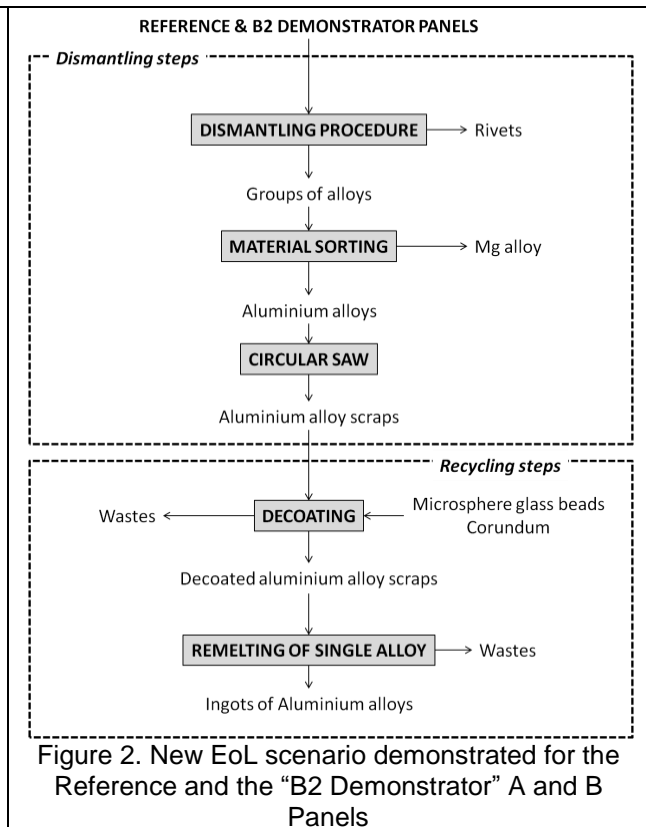 REFERENCE & B2 DEMONSTRATOR PANELS
Dismantling steps
DISMANTLING PROCEDURE
Rivets
Groups of alloys
MATERIAL SORTING
Mg alloy
Aluminium alloys
CIRCULAR SAW
Aluminium alloy scraps
Recycling steps
Wastes
DECOATING
Microsphere glass beads
Corundum
Decoated aluminium alloy scraps
REMELTING OF SINGLE ALLOY
Wastes
Ingots of Aluminium alloys
Figure 2. New EoL scenario demonstrated for the
Reference and the “B2 Demonstrator” A and B
Panels